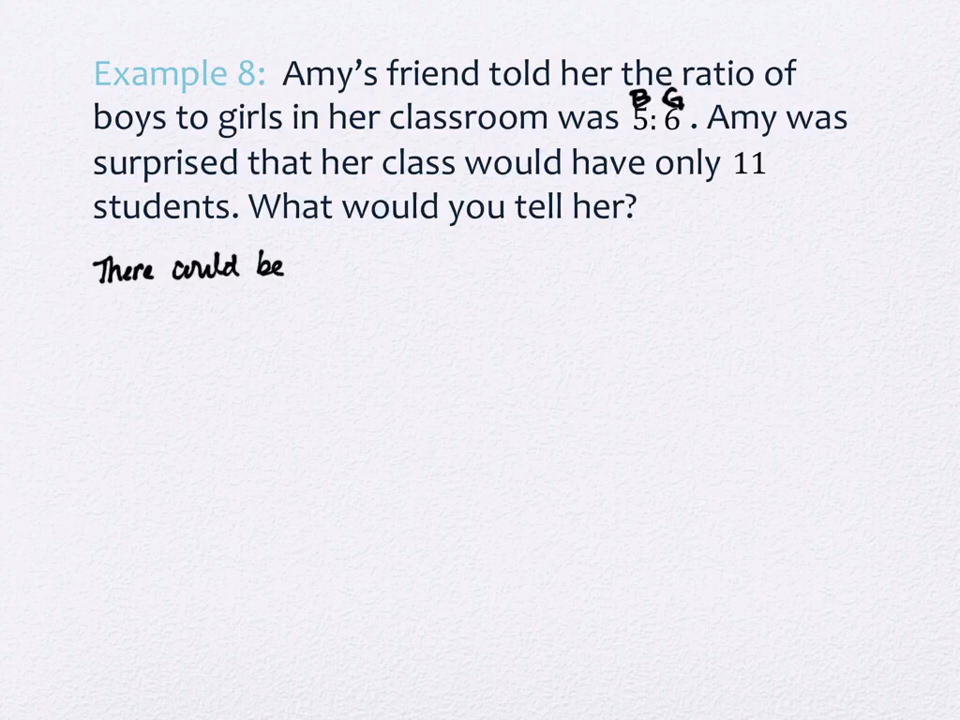 Example 8: Amy’s friend told her the ratio of
B G
boys to girls in her classroom was 5:6. Amy was
surprised that her class would have only 11
students. What would you tell her?
There could be